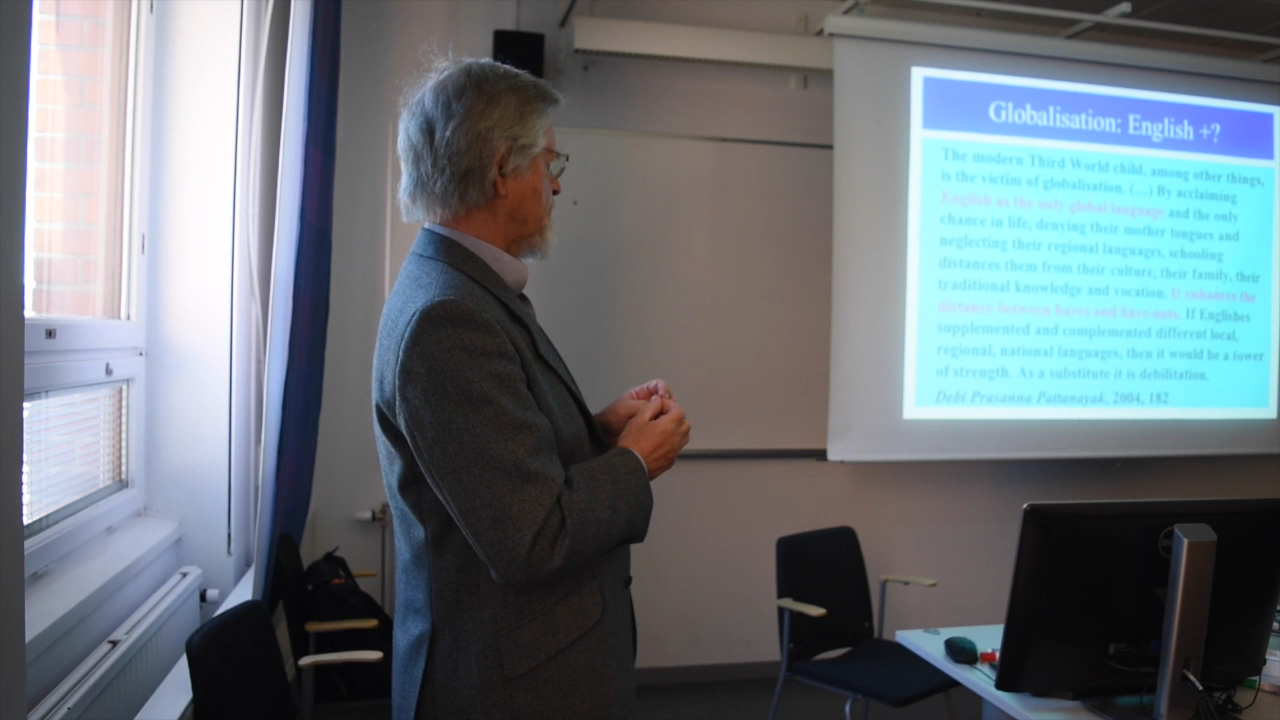 Globalisation: English +?
The modern Third World child, among other things,
is the victim of globalisation. (...) By acclaiming
English as the only global language and the only
chance in life, denying their mother tongues and
neglecting their regional languages, schooling
distances them from their culture, their family, their
traditional knowledge and vocation. It enhances the
distance between haves and have-nots. If Englishes
supplemented and complemented different local,
regional, national languages, then it would be a tower
of strength. As a substitute it is debilitation.
Debi Prasanna Pattanayak, 2004, 182